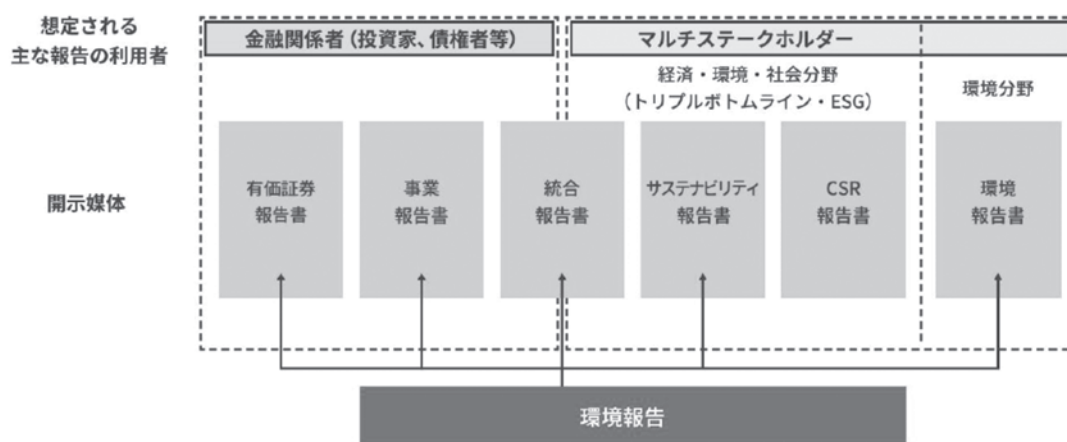 想定される
主な報告の利用者
金融関係者（投資家、債権者等）
マルチステークホルダー
経済・環境・社会分野
（トリプルボトムライン・ESG）
環境分野
開示媒体
有価証券
報告書
事業
報告書
統合
報告書
サステナビリティ
報告書
CSR
報告書
環境
報告書
環境報告